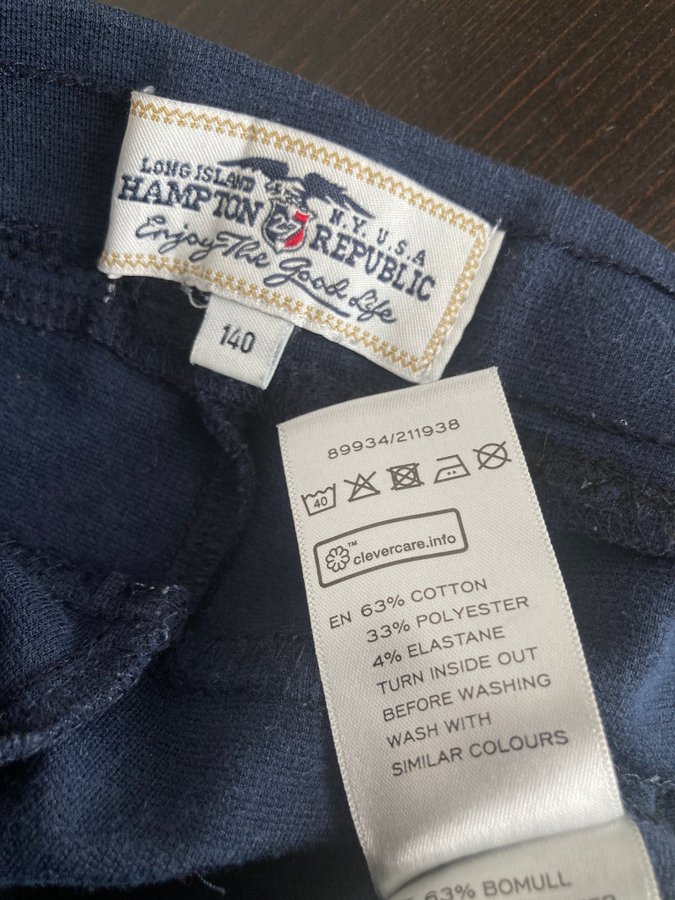 LONG ISLAND N.Y. U.S.A
HAMPTON REPUBLIC
27
Enjoy The Good Life
140
89934/211938
40
clevercare.info
™
EN 63% COTTON
33% POLYESTER
4% ELASTANE
TURN INSIDE OUT
BEFORE WASHING
WASH WITH
SIMILAR COLOURS
63% BOMULL